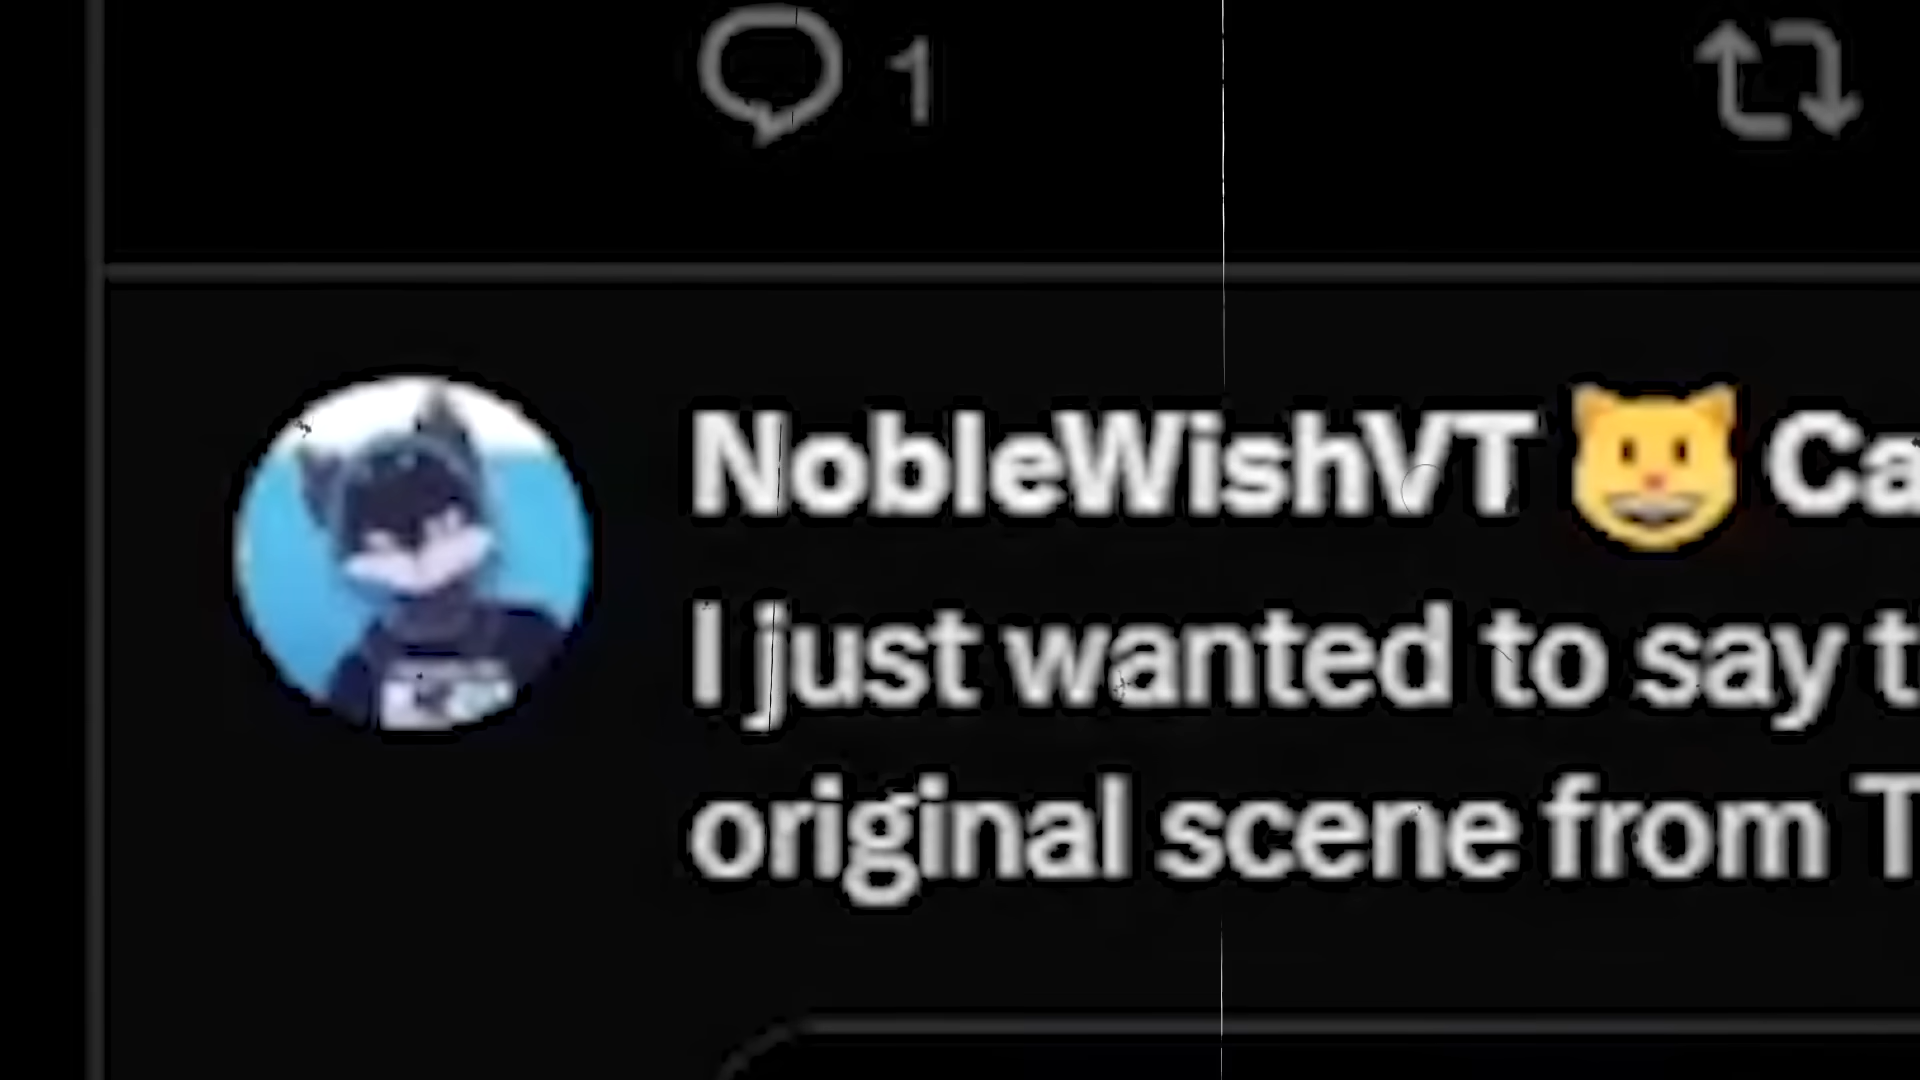 1
NobleWishVT 😺 Ca
I just wanted to say t
original scene from T